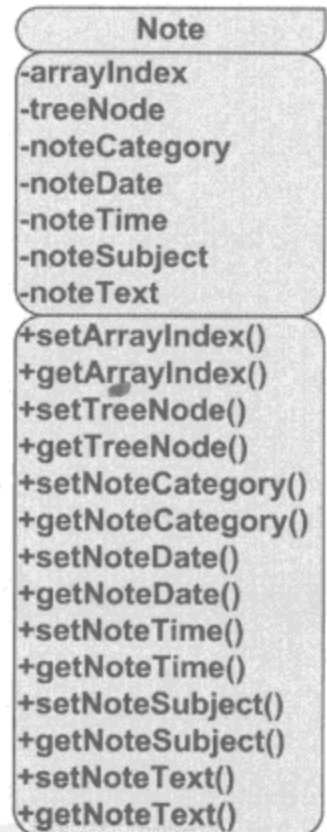 Note
-arrayIndex
-treeNode
-noteCategory
-noteDate
-noteTime
-noteSubject
-noteText
+setArrayIndex()
+getArrayIndex()
+setTreeNode()
+getTreeNode()
+setNoteCategory()
+getNoteCategory()
+setNoteDate()
+getNoteDate()
+setNoteTime()
+getNoteTime()
+setNoteSubject()
+getNoteSubject()
+setNoteText()
+getNoteText()